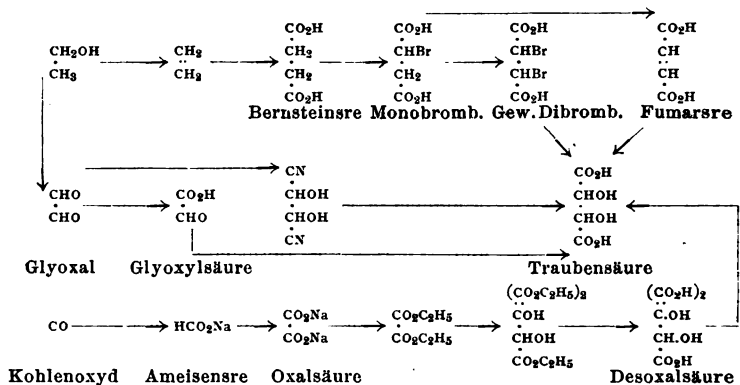 CO2H CO2H CO2H CO2H
CH2OH CH2 CH2 CHBr CHBr CH
CH3 CH2 CH2 CH2 CHBr CH
CO2H CO2H CO2H CO2H
Bernsteinsre Monobromb. Gew. Dibromb. Fumarsre
CN CO2H
CHO CO2H CHOH CHOH
CHO CHO CHOH CHOH
CN CO2H
Glyoxal Glyoxylsäure Traubensäure
(CO2C2H5)2 (CO2H)2
CO2Na CO2C2H5 COH C.OH
CO HCO2Na CO2Na CO2C2H5 CHOH CH.OH
CO2C2H5 CO2H
Kohlenoxyd Ameisensre Oxalsäure Desoxalsäure